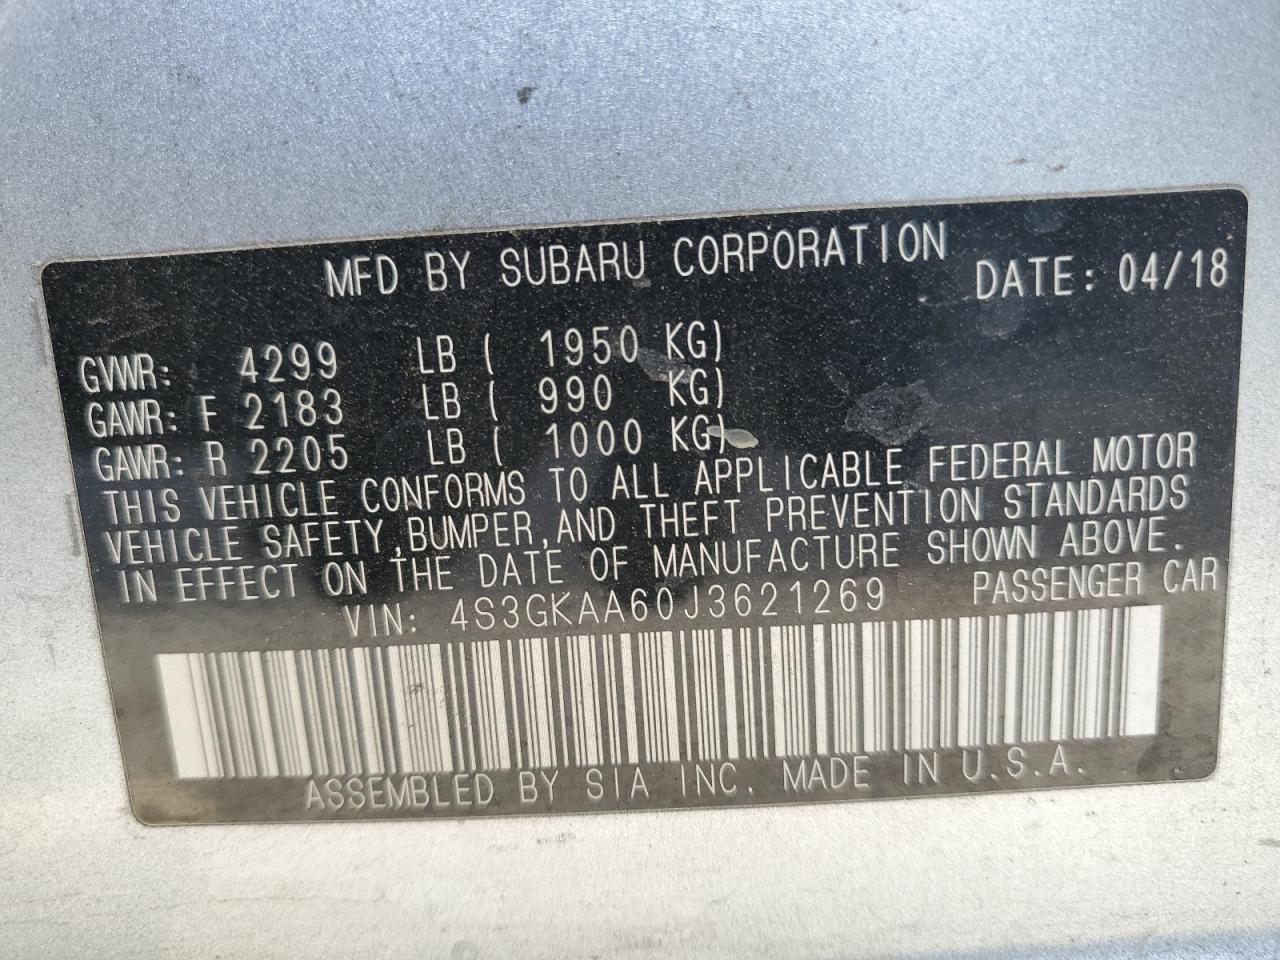 MFD BY SUBARU CORPORATION DATE: 04/18
GVWR: 4299 LB ( 1950 KG)
GAWR: F 2183 LB ( 990 KG)
GAWR: R 2205 LB ( 1000 KG)
THIS VEHICLE CONFORMS TO ALL APPLICABLE FEDERAL MOTOR
VEHICLE SAFETY,BUMPER,AND THEFT PREVENTION STANDARDS
IN EFFECT ON THE DATE OF MANUFACTURE SHOWN ABOVE.
VIN: 4S3GKAA60J3621269 PASSENGER CAR
ASSEMBLED BY SIA INC. MADE IN U.S.A.